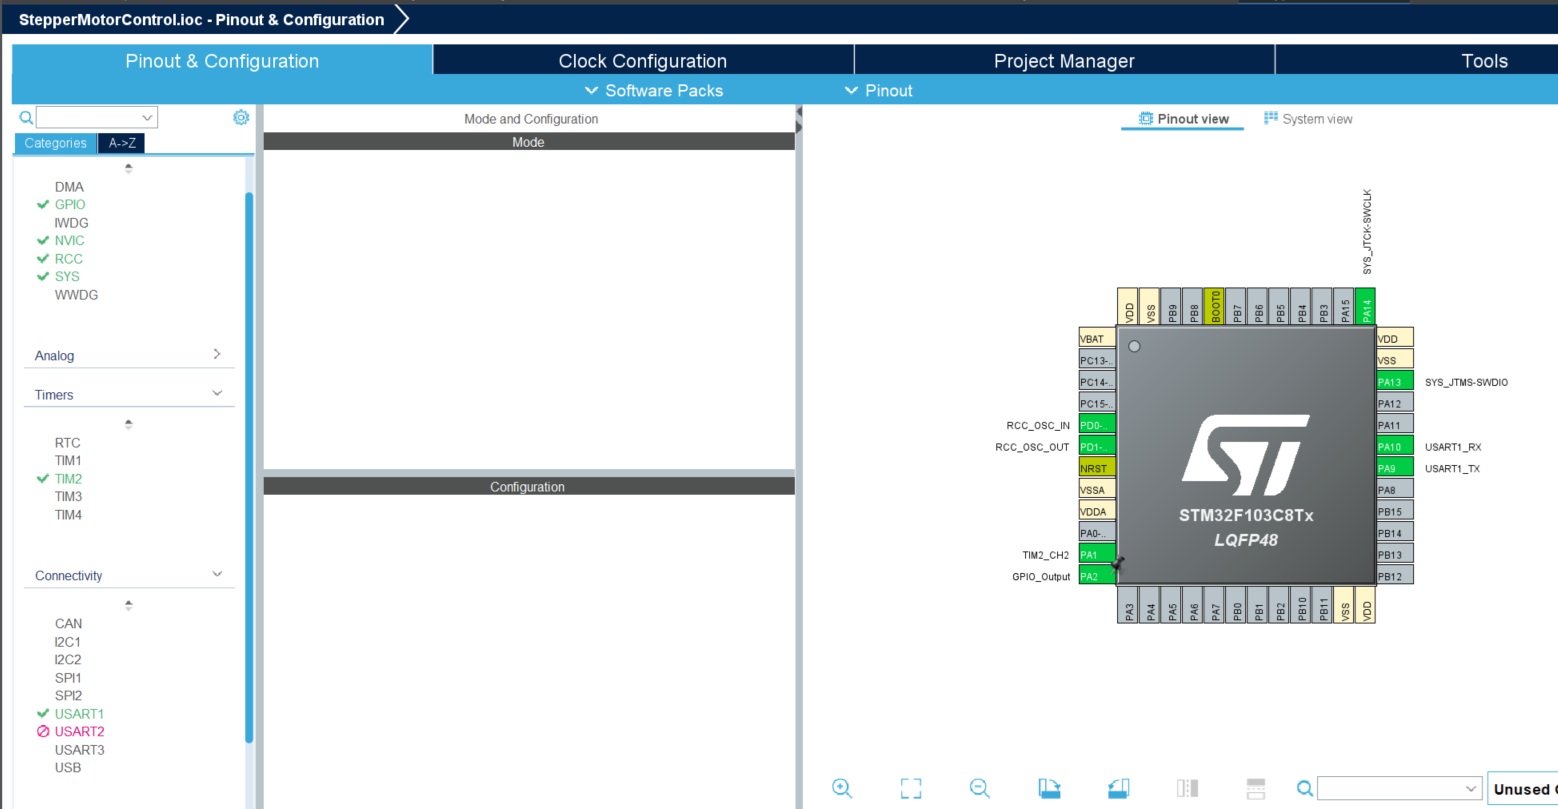 StepperMotorControl.ioc - Pinout & Configuration
Pinout & Configuration
Clock Configuration
Project Manager
Tools
Software Packs
Pinout
Categories
A->Z
DMA
GPIO
IWDG
NVIC
RCC
SYS
WWDG
Analog
Timers
RTC
TIM1
TIM2
TIM3
TIM4
Connectivity
CAN
I2C1
I2C2
SPI1
SPI2
USART1
USART2
USART3
USB
Mode and Configuration
Mode
Configuration
Pinout view
System view
SYS_JTCK-SWCLK
VDD
VSS
PB9
PB8
BOOT0
PB7
PB6
PB5
PB4
PB3
PA15
PA14
VBAT
PC13-..
PC14-..
PC15-..
RCC_OSC_IN
PD0-..
RCC_OSC_OUT
PD1-..
NRST
VSSA
VDDA
PA0-..
TIM2_CH2
PA1
GPIO_Output
PA2
STM32F103C8Tx
LQFP48
VDD
VSS
PA13
SYS_JTMS-SWDIO
PA12
PA11
PA10
USART1_RX
PA9
USART1_TX
PA8
PB15
PB14
PB13
PB12
PA3
PA4
PA5
PA6
PA7
PB0
PB1
PB2
PB10
PB11
VSS
VDD
Unused